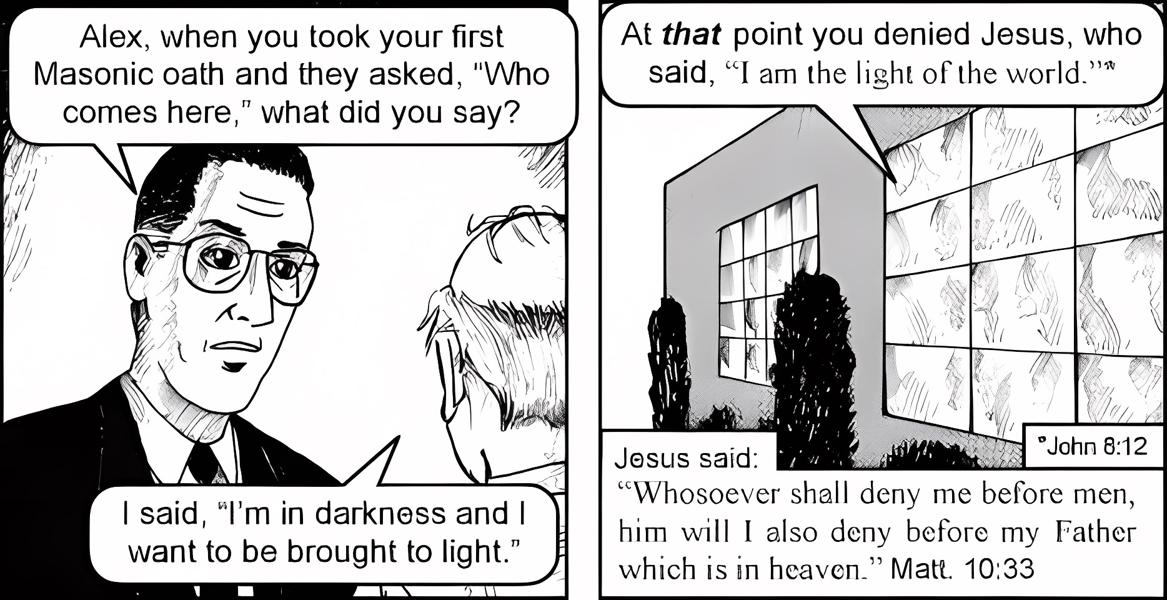 Alex, when you took your first
Masonic oath and they asked, "Who
comes here," what did you say?
I said, "I'm in darkness and I
want to be brought to light."
At that point you denied Jesus, who
said, “I am the light of the world.”*
*John 8:12
Jesus said:
“Whosoever shall deny me before men,
him will I also deny before my Father
which is in heaven.” Matt. 10:33